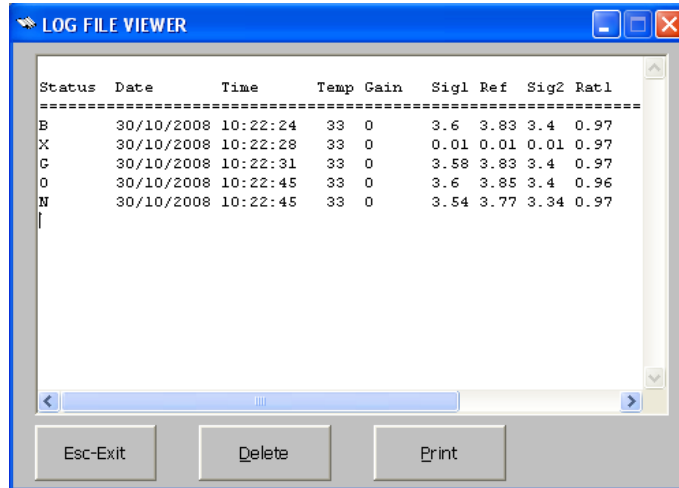 LOG FILE VIEWER
Status Date Time Temp Gain Sig1 Ref Sig2 Rat1
================================================================
B 30/10/2008 10:22:24 33 0 3.6 3.83 3.4 0.97
X 30/10/2008 10:22:28 33 0 0.01 0.01 0.01 0.97
G 30/10/2008 10:22:31 33 0 3.58 3.83 3.4 0.97
O 30/10/2008 10:22:45 33 0 3.6 3.85 3.4 0.96
N 30/10/2008 10:22:45 33 0 3.54 3.77 3.34 0.97
Esc-Exit Delete Print